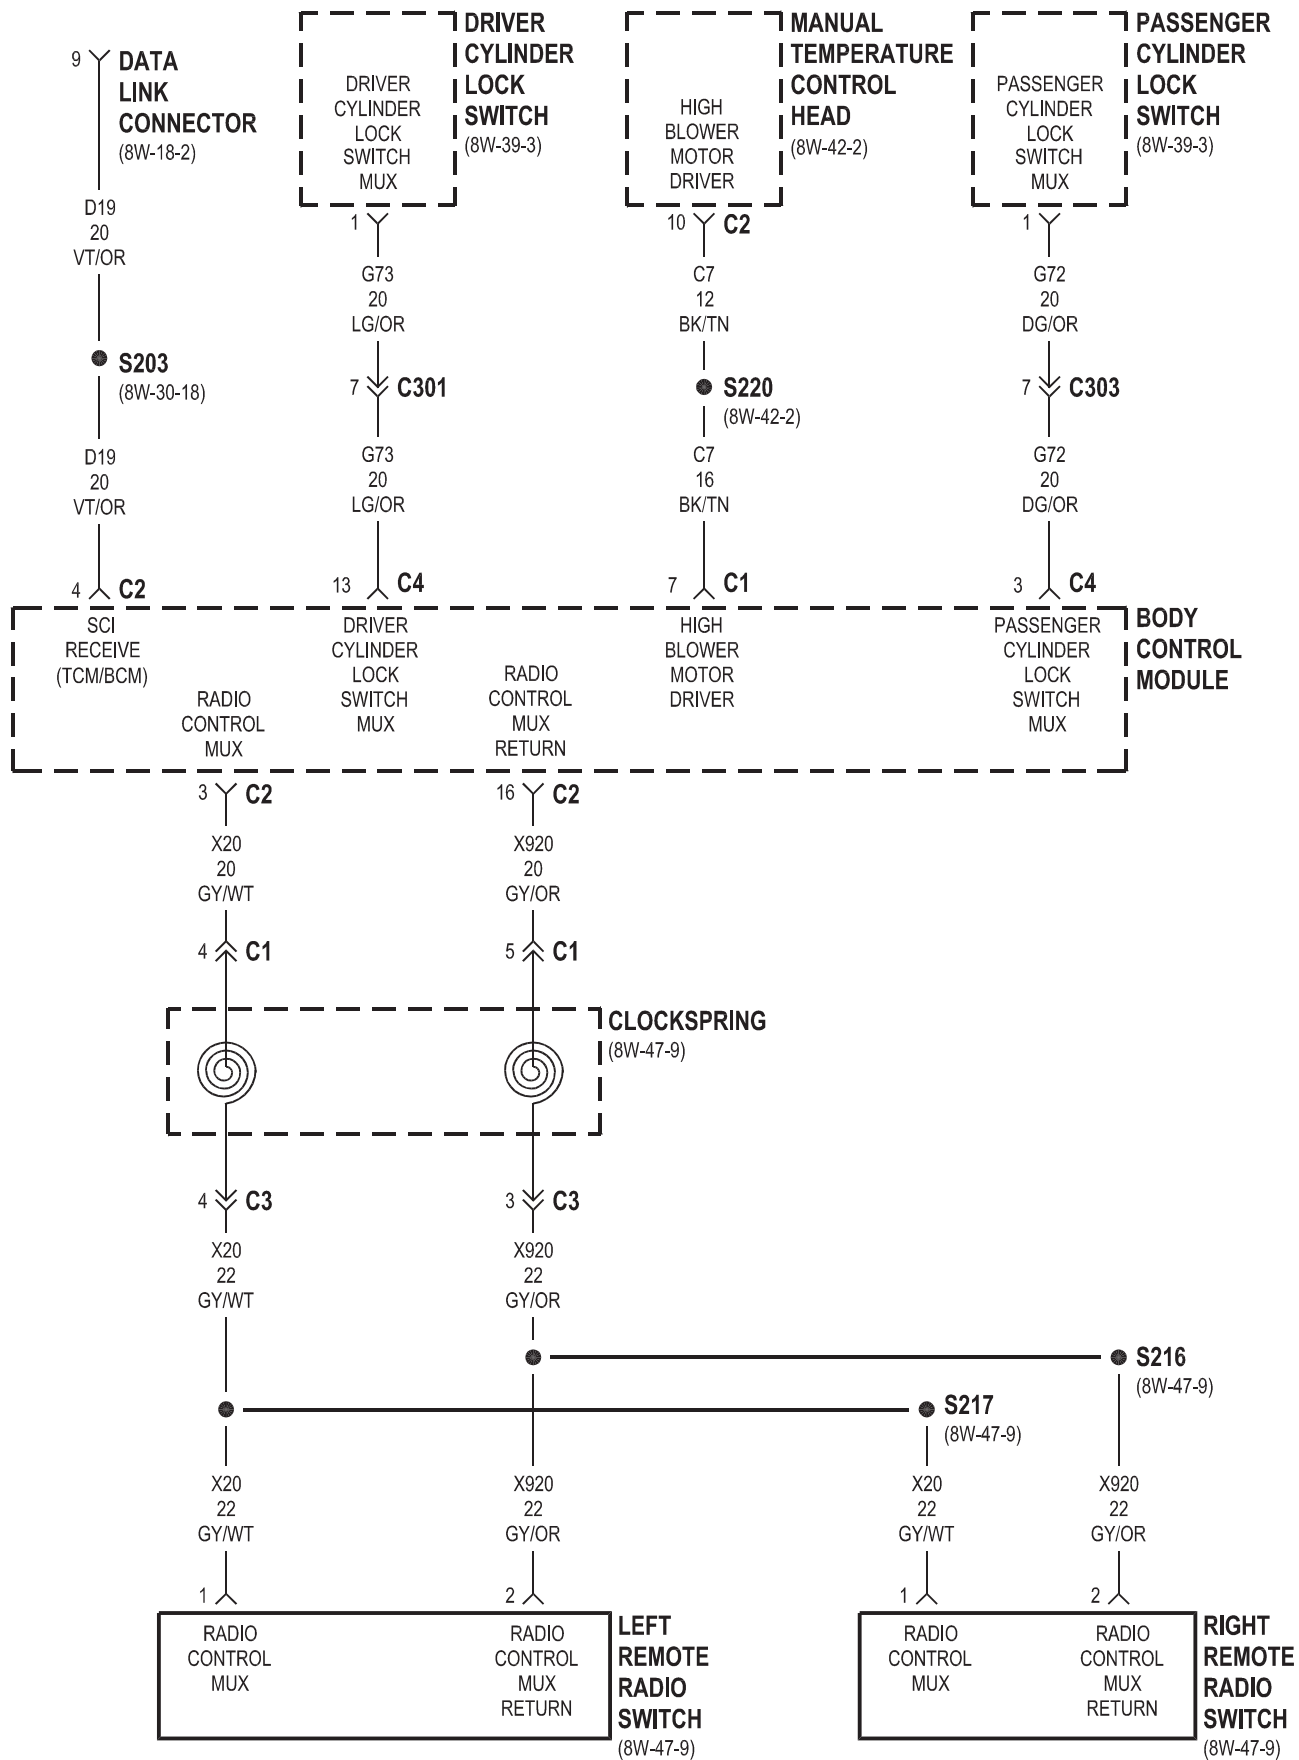 9
DATA
LINK
CONNECTOR
(8W-18-2)
DRIVER
CYLINDER
LOCK
SWITCH
MUX
DRIVER
CYLINDER
LOCK
SWITCH
(8W-39-3)
HIGH
BLOWER
MOTOR
DRIVER
MANUAL
TEMPERATURE
CONTROL
HEAD
(8W-42-2)
PASSENGER
CYLINDER
LOCK
SWITCH
MUX
PASSENGER
CYLINDER
LOCK
SWITCH
(8W-39-3)
D19
20
VT/OR
1
G73
20
LG/OR
10 C2
C7
12
BK/TN
1
G72
20
DG/OR
S203
(8W-30-18)
7 C301
S220
(8W-42-2)
7 C303
D19
20
VT/OR
G73
20
LG/OR
C7
16
BK/TN
G72
20
DG/OR
4 C2
13 C4
7 C1
3 C4
SCI
RECEIVE
(TCM/BCM)
RADIO
CONTROL
MUX
DRIVER
CYLINDER
LOCK
SWITCH
MUX
RADIO
CONTROL
MUX
RETURN
HIGH
BLOWER
MOTOR
DRIVER
PASSENGER
CYLINDER
LOCK
SWITCH
MUX
BODY
CONTROL
MODULE
3 C2
16 C2
X20
20
GY/WT
X920
20
GY/OR
4 C1
5 C1
CLOCKSPRING
(8W-47-9)
4 C3
3 C3
X20
22
GY/WT
X920
22
GY/OR
S216
(8W-47-9)
S217
(8W-47-9)
X20
22
GY/WT
X920
22
GY/OR
X20
22
GY/WT
X920
22
GY/OR
1
2
1
2
RADIO
CONTROL
MUX
RADIO
CONTROL
MUX
RETURN
LEFT
REMOTE
RADIO
SWITCH
(8W-47-9)
RADIO
CONTROL
MUX
RADIO
CONTROL
MUX
RETURN
RIGHT
REMOTE
RADIO
SWITCH
(8W-47-9)